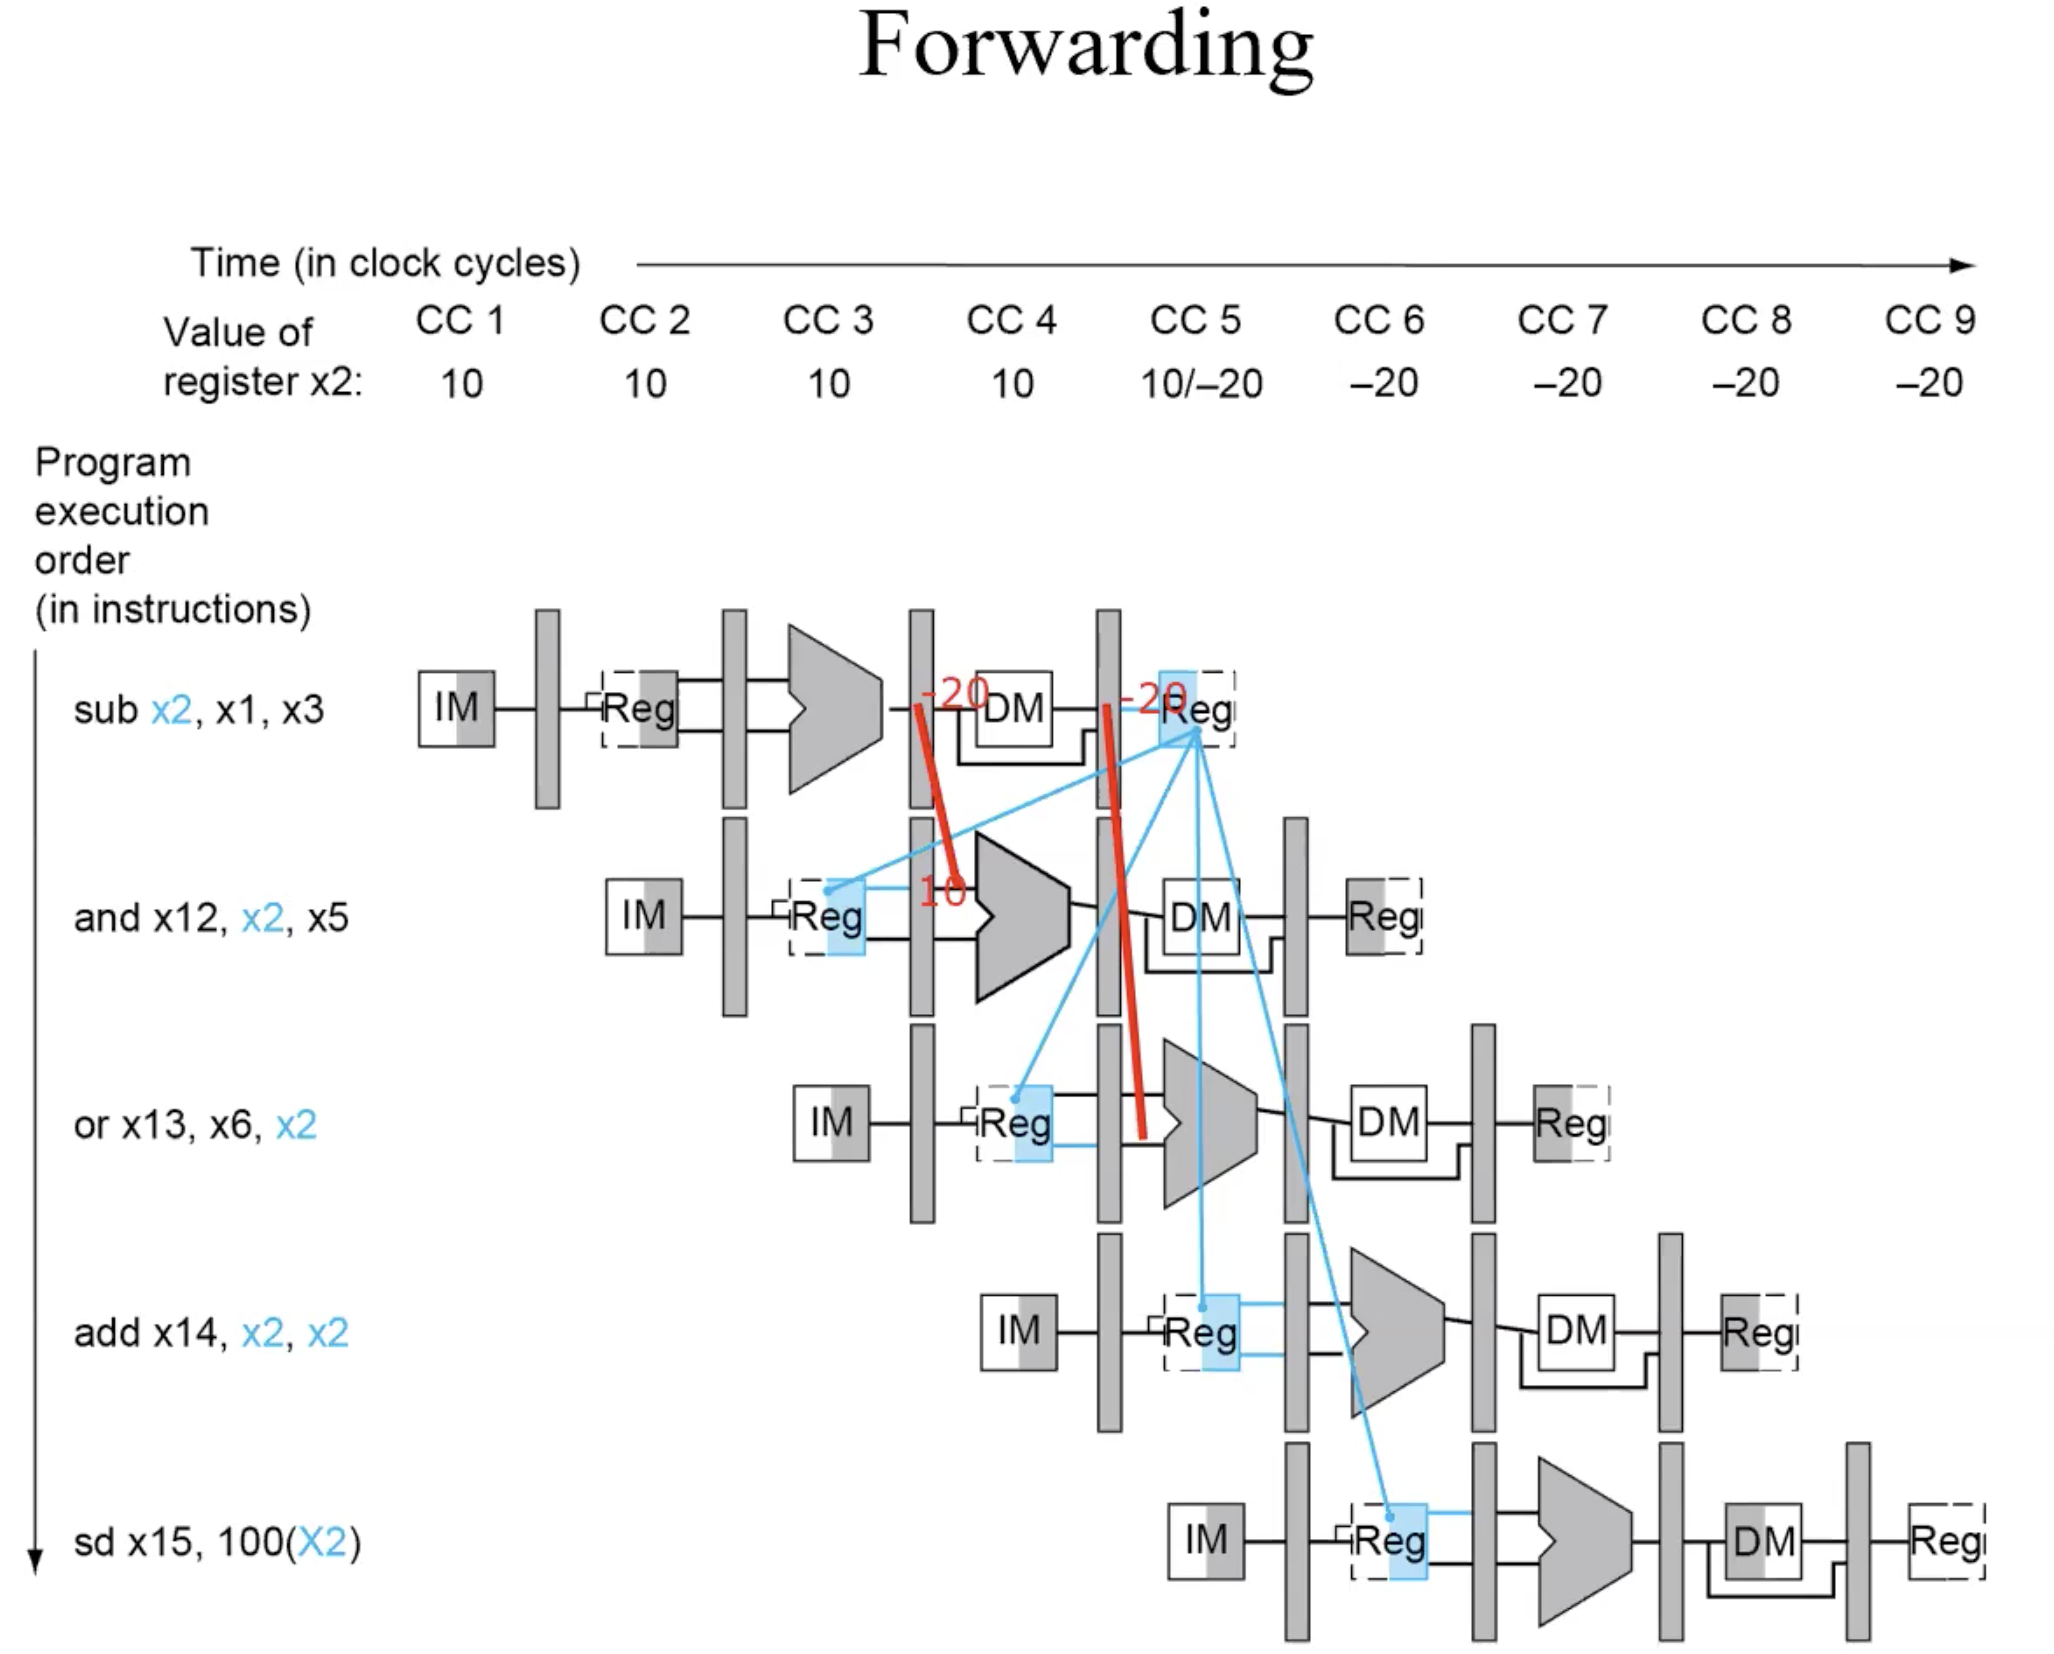 Forwarding
Time (in clock cycles)
Value of
register x2:
CC 1 CC 2 CC 3 CC 4 CC 5 CC 6 CC 7 CC 8 CC 9
10 10 10 10 10/–20 –20 –20 –20 –20
Program
execution
order
(in instructions)
sub x2, x1, x3
IM Reg -20 DM -20 Reg
and x12, x2, x5
IM Reg 10 DM Reg
or x13, x6, x2
IM Reg DM Reg
add x14, x2, x2
IM Reg DM Reg
sd x15, 100(X2)
IM Reg DM Reg